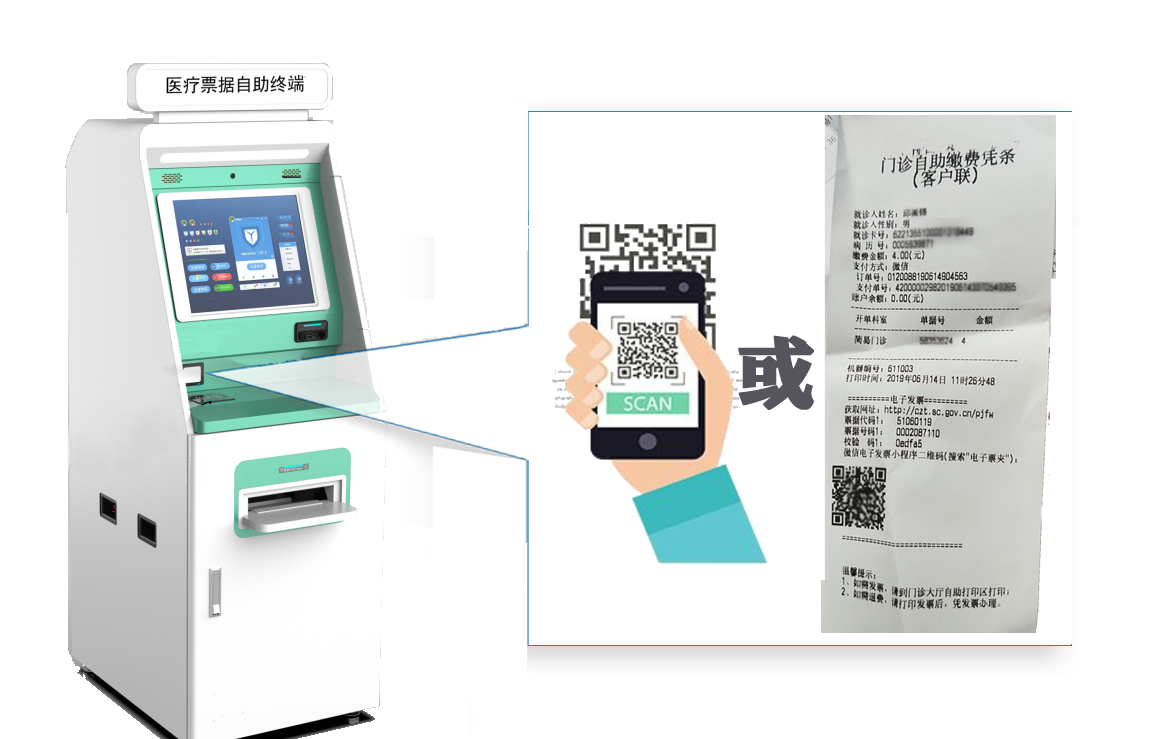 医疗票据自助终端
SCAN
或
门诊自助缴费凭条
(客户联)
就诊人姓名:
就诊人性别: 男
就诊卡号:
病 历 号:
缴费金额: 4.00(元)
支付方式: 微信
订单号: 0120088190614904563
支付单号:
账户余额: 0.00(元)
开单科室 单据号 金额
简易门诊 4
机器编号: 611003
打印时间: 2019年06月14日 11时26分48
==========电子发票==========
获取网址: http://czt.sc.gov.cn/pjfw
票据代码1: 51060119
票据号码1: 0002087110
校验 码1: 0edfa5
微信电子发票小程序二维码(搜索"电子票夹"):
温馨提示:
1、如需发票, 请到门诊大厅自助打印区打印;
2、如需退费, 请打印发票后, 凭发票办理。